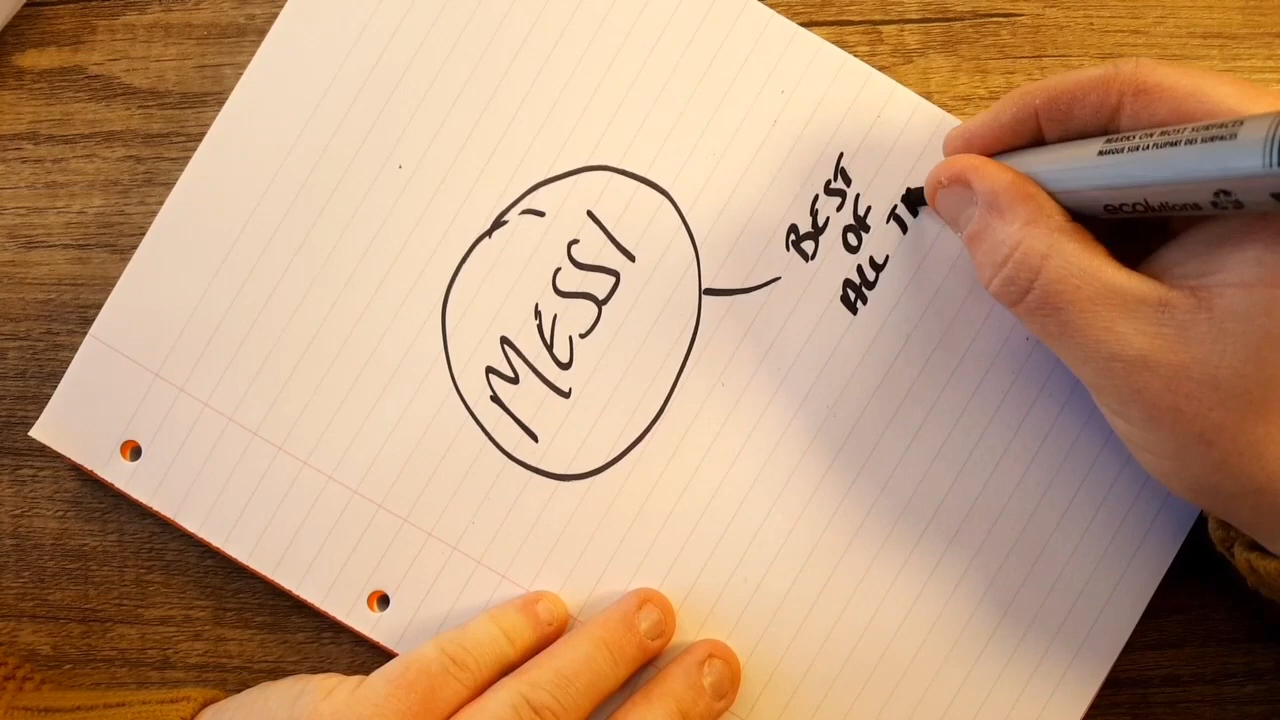 MESSI
BEST
OF
ALL
MARKS ON MOST SURFACES
MARQUE SUR LA PLUPART DES SURFACES
ecolutions